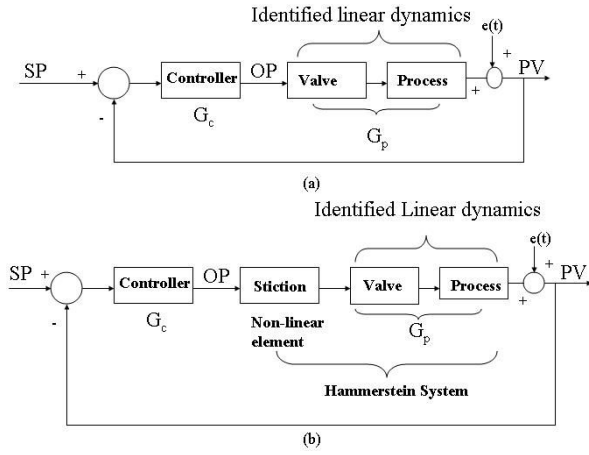 Identified linear dynamics
e(t)
SP + Controller OP Valve Process + PV
- G_c G_p +
(a)
Identified Linear dynamics
e(t)
SP + Controller OP Stiction Valve Process + PV
- G_c Non-linear element G_p +
Hammerstein System
(b)